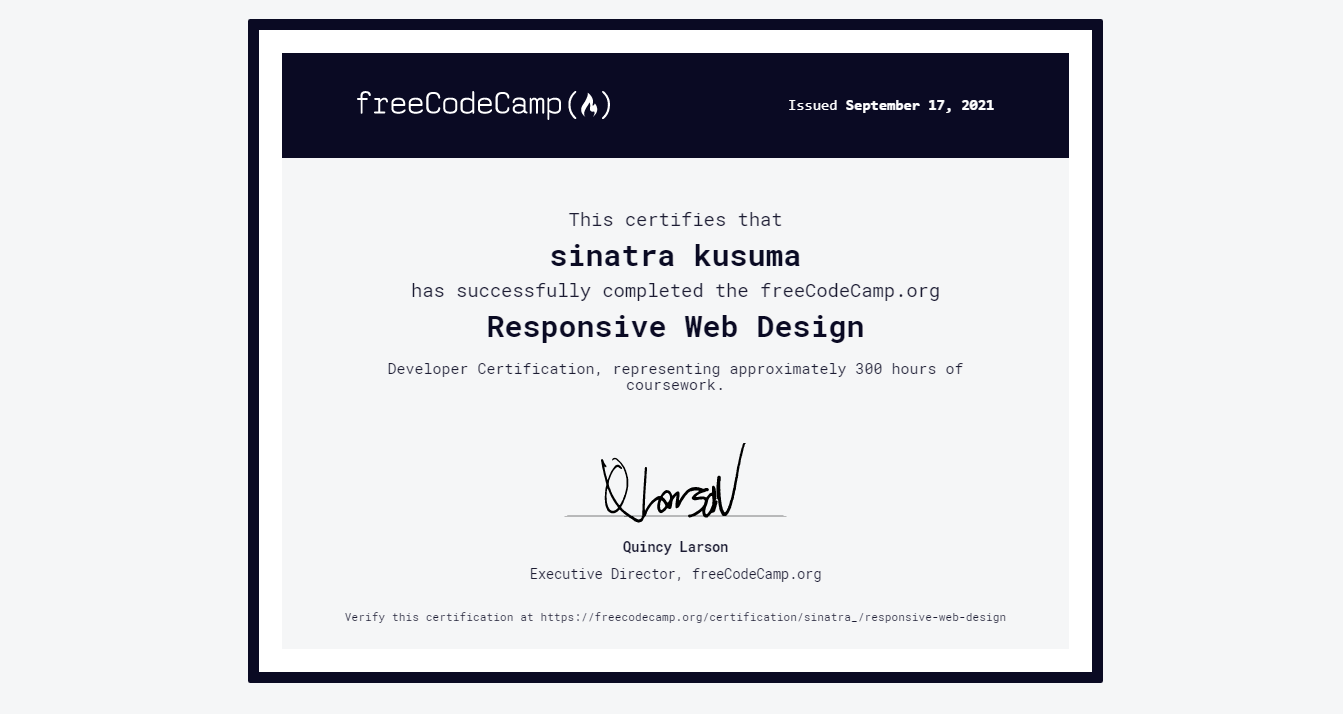 freeCodeCamp(🔥)
Issued September 17, 2021
This certifies that
sinatra kusuma
has successfully completed the freeCodeCamp.org
Responsive Web Design
Developer Certification, representing approximately 300 hours of
coursework.
Q Larson
Quincy Larson
Executive Director, freeCodeCamp.org
Verify this certification at https://freecodecamp.org/certification/sinatra_/responsive-web-design